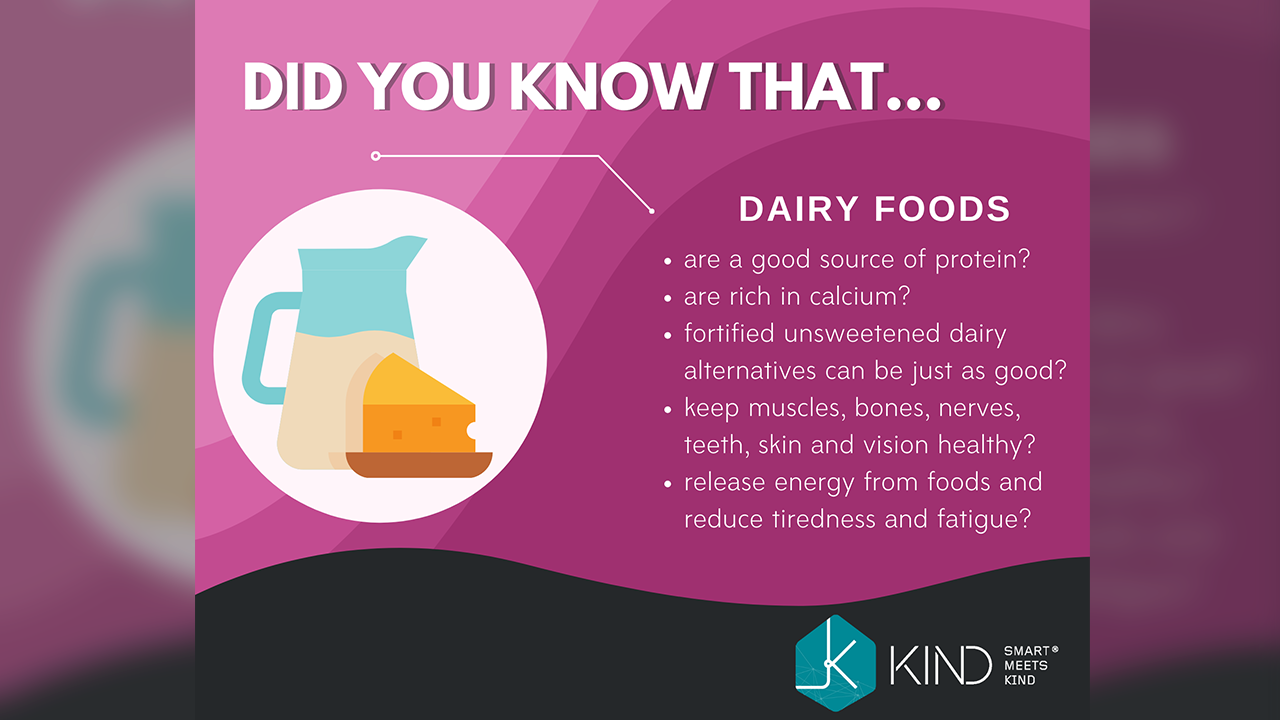 DID YOU KNOW THAT...
DAIRY FOODS
• are a good source of protein?
• are rich in calcium?
• fortified unsweetened dairy
alternatives can be just as good?
• keep muscles, bones, nerves,
teeth, skin and vision healthy?
• release energy from foods and
reduce tiredness and fatigue?
K KIND SMART®
MEETS
KIND